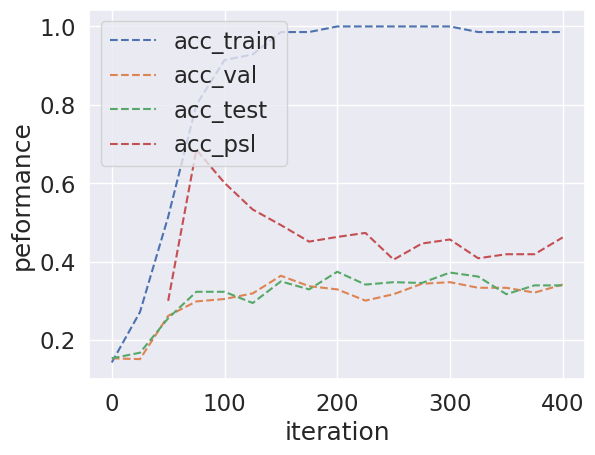 1.0
0.8
0.6
0.4
0.2
peformance
acc_train
acc_val
acc_test
acc_psl
0 100 200 300 400
iteration